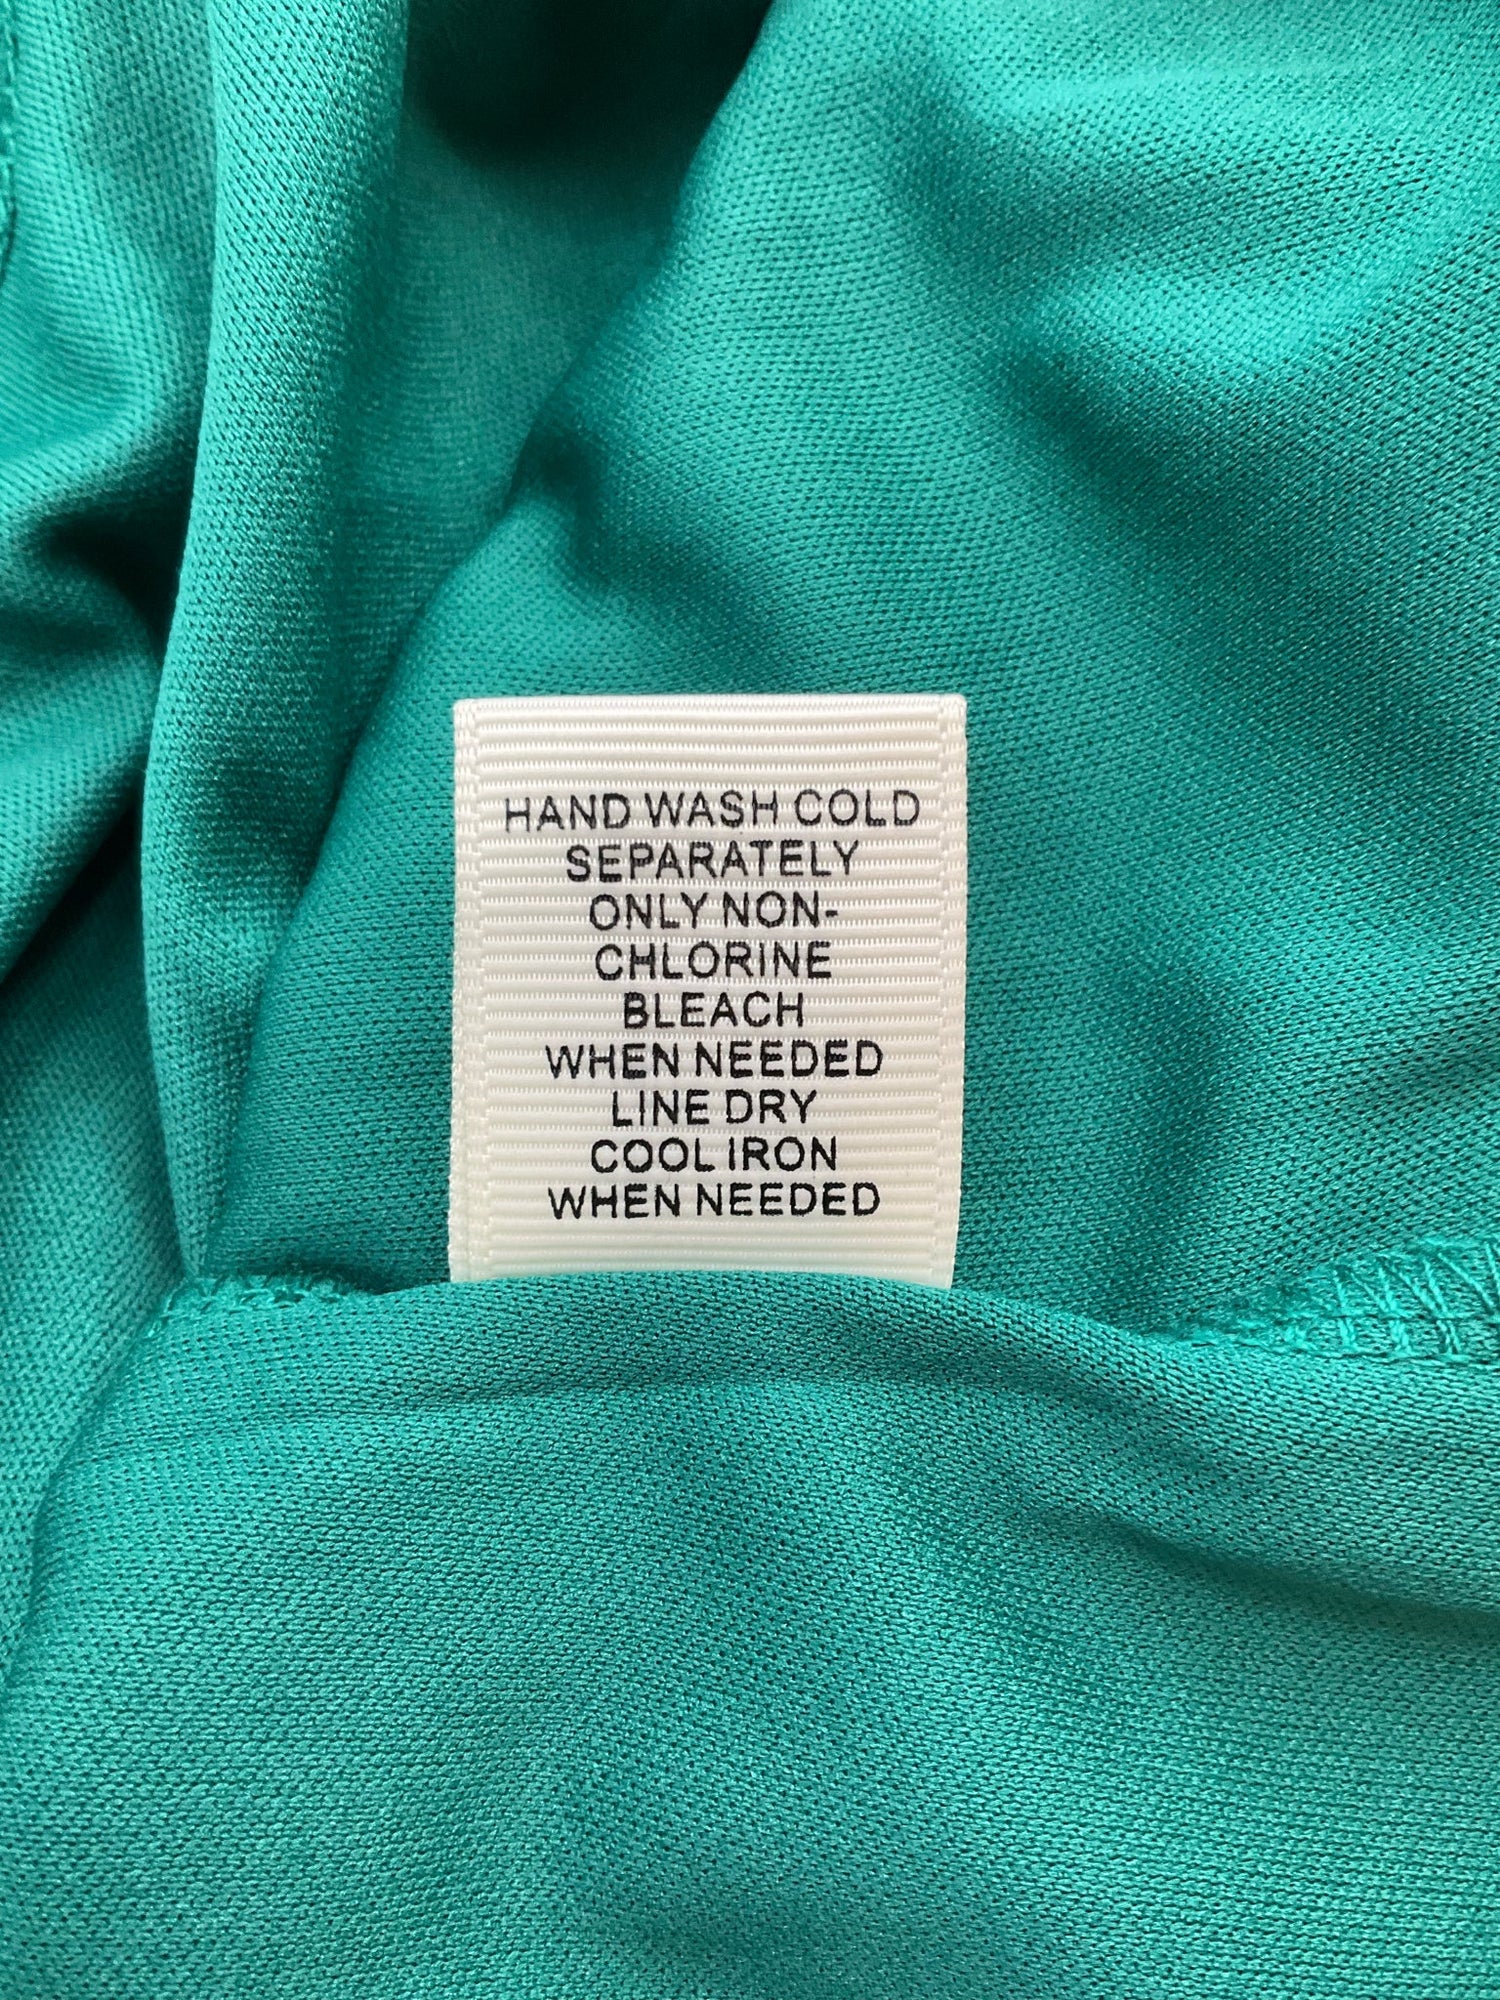 HAND WASH COLD
SEPARATELY
ONLY NON-
CHLORINE
BLEACH
WHEN NEEDED
LINE DRY
COOL IRON
WHEN NEEDED